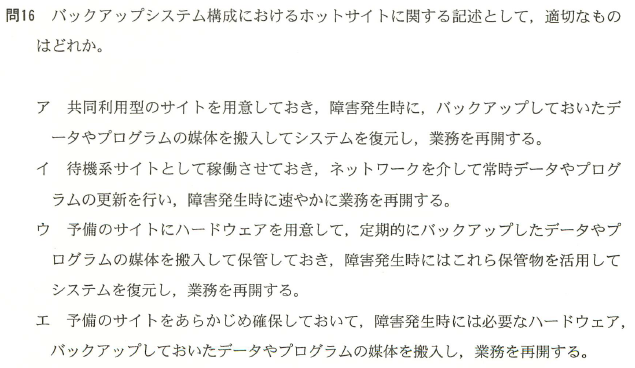 問16 バックアップシステム構成におけるホットサイトに関する記述として，適切なもの
はどれか。
ア 共同利用型のサイトを用意しておき，障害発生時に，バックアップしておいたデ
ータやプログラムの媒体を搬入してシステムを復元し，業務を再開する。
イ 待機系サイトとして稼働させておき，ネットワークを介して常時データやプログ
ラムの更新を行い，障害発生時に速やかに業務を再開する。
ウ 予備のサイトにハードウェアを用意して，定期的にバックアップしたデータやプ
ログラムの媒体を搬入して保管しておき，障害発生時にはこれら保管物を活用して
システムを復元し，業務を再開する。
エ 予備のサイトをあらかじめ確保しておいて，障害発生時には必要なハードウェア，
バックアップしておいたデータやプログラムの媒体を搬入し，業務を再開する。